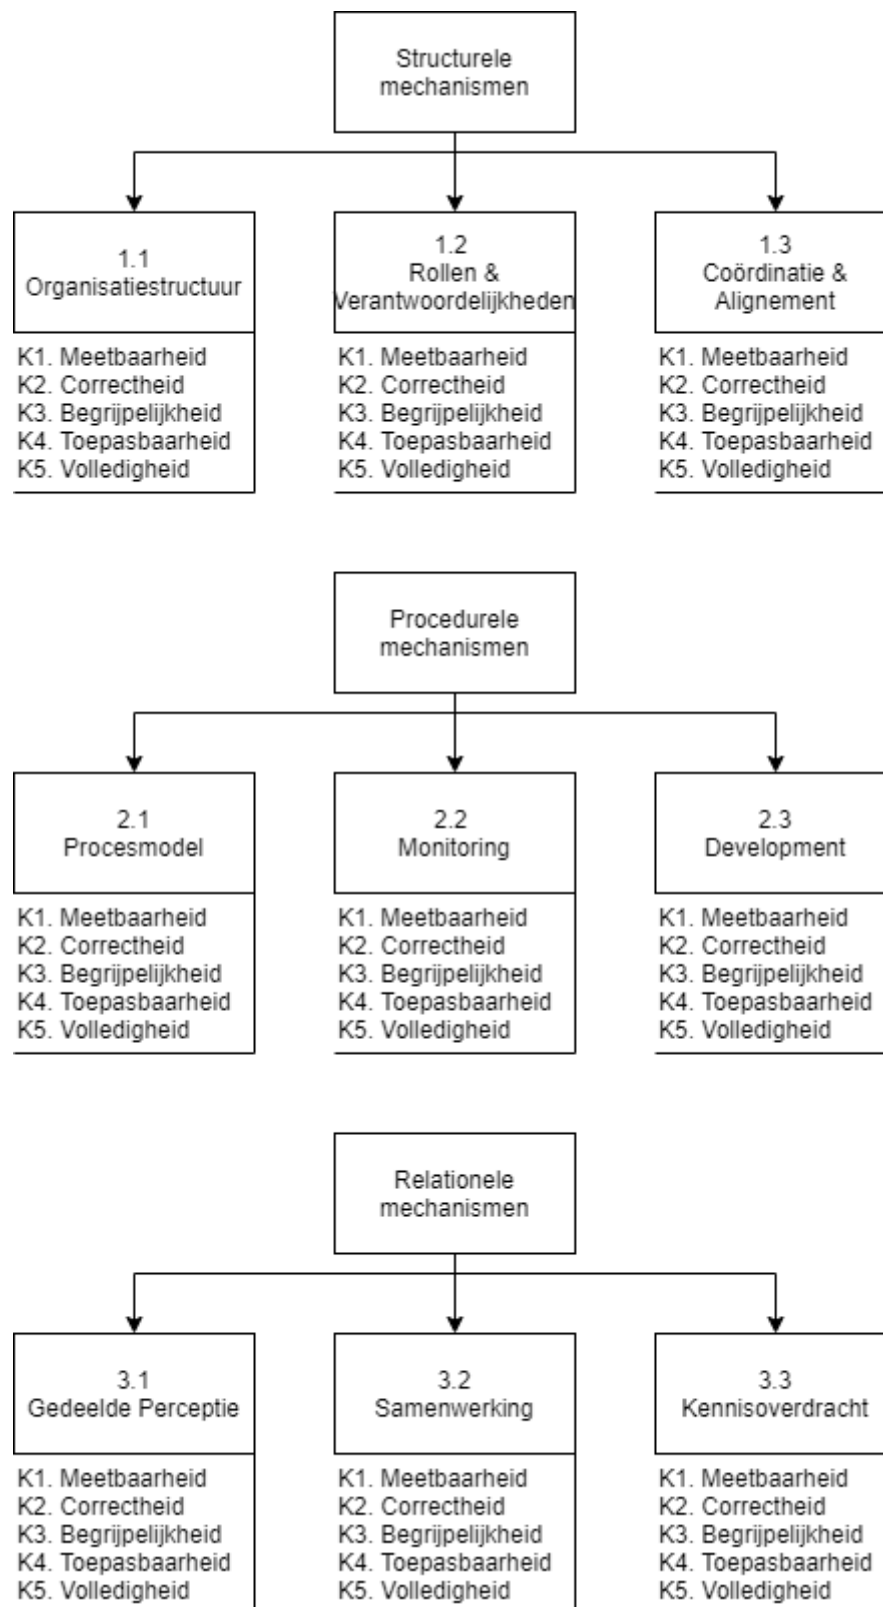 Structurele
mechanismen
1.1
Organisatiestructuur
1.2
Rollen &
Verantwoordelijkheden
1.3
Coördinatie &
Alignement
K1. Meetbaarheid
K2. Correctheid
K3. Begrijpelijkheid
K4. Toepasbaarheid
K5. Volledigheid
K1. Meetbaarheid
K2. Correctheid
K3. Begrijpelijkheid
K4. Toepasbaarheid
K5. Volledigheid
K1. Meetbaarheid
K2. Correctheid
K3. Begrijpelijkheid
K4. Toepasbaarheid
K5. Volledigheid
Procedurele
mechanismen
2.1
Procesmodel
2.2
Monitoring
2.3
Development
K1. Meetbaarheid
K2. Correctheid
K3. Begrijpelijkheid
K4. Toepasbaarheid
K5. Volledigheid
K1. Meetbaarheid
K2. Correctheid
K3. Begrijpelijkheid
K4. Toepasbaarheid
K5. Volledigheid
K1. Meetbaarheid
K2. Correctheid
K3. Begrijpelijkheid
K4. Toepasbaarheid
K5. Volledigheid
Relationele
mechanismen
3.1
Gedeelde Perceptie
3.2
Samenwerking
3.3
Kennisoverdracht
K1. Meetbaarheid
K2. Correctheid
K3. Begrijpelijkheid
K4. Toepasbaarheid
K5. Volledigheid
K1. Meetbaarheid
K2. Correctheid
K3. Begrijpelijkheid
K4. Toepasbaarheid
K5. Volledigheid
K1. Meetbaarheid
K2. Correctheid
K3. Begrijpelijkheid
K4. Toepasbaarheid
K5. Volledigheid